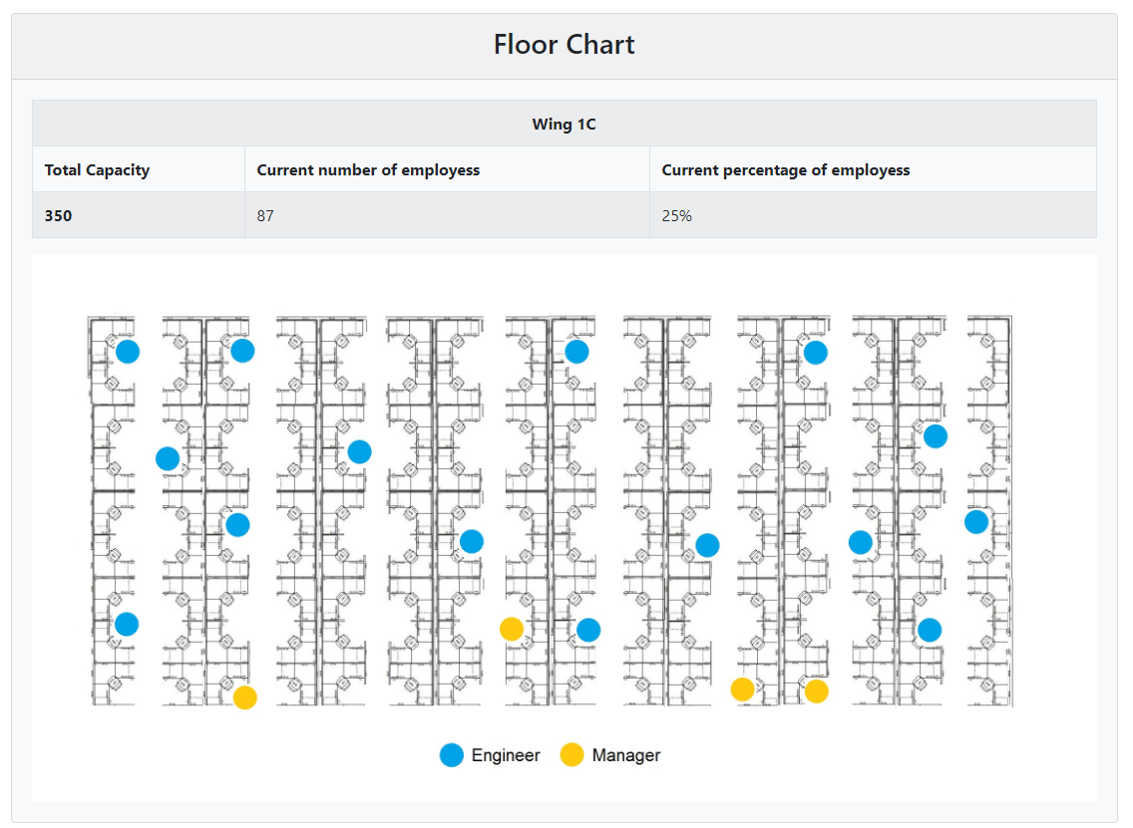 Floor Chart
Wing 1C
Total Capacity Current number of employess Current percentage of employess
350 87 25%
Engineer Manager